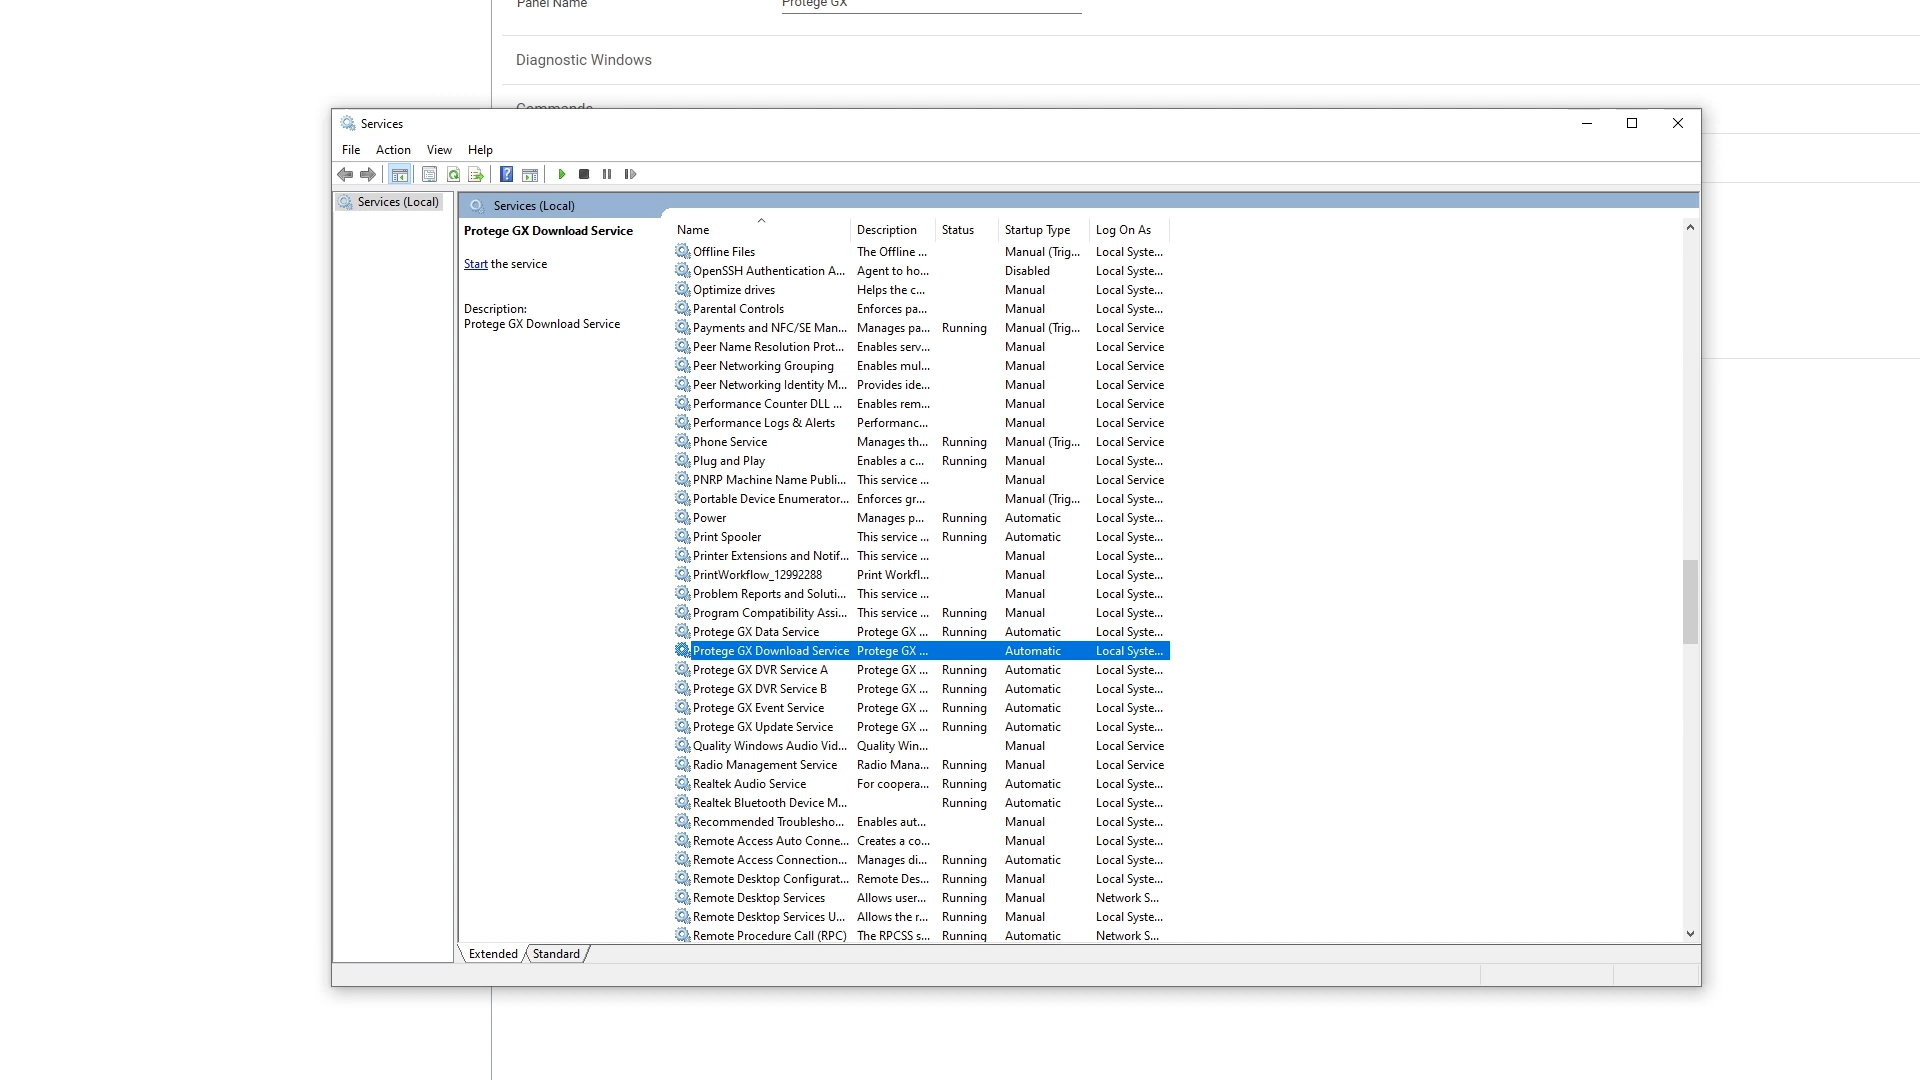 Panel Name Protege GX
Diagnostic Windows
Commands
Services
File Action View Help
Services (Local)
Services (Local)
Protege GX Download Service
Start the service
Description:
Protege GX Download Service
Name Description Status Startup Type Log On As
Offline Files The Offline ... Manual (Trig... Local Syste...
OpenSSH Authentication A... Agent to ho... Disabled Local Syste...
Optimize drives Helps the c... Manual Local Syste...
Parental Controls Enforces pa... Manual Local Syste...
Payments and NFC/SE Man... Manages pa... Running Manual (Trig... Local Service
Peer Name Resolution Prot... Enables serv... Manual Local Service
Peer Networking Grouping Enables mul... Manual Local Service
Peer Networking Identity M... Provides ide... Manual Local Service
Performance Counter DLL ... Enables rem... Manual Local Service
Performance Logs & Alerts Performanc... Manual Local Service
Phone Service Manages th... Running Manual (Trig... Local Service
Plug and Play Enables a c... Running Manual Local Syste...
PNRP Machine Name Publi... This service ... Manual Local Service
Portable Device Enumerator... Enforces gr... Manual (Trig... Local Syste...
Power Manages p... Running Automatic Local Syste...
Print Spooler This service ... Running Automatic Local Syste...
Printer Extensions and Notif... This service ... Manual Local Syste...
PrintWorkflow_12992288 Print Workfl... Manual Local Syste...
Problem Reports and Soluti... This service ... Manual Local Syste...
Program Compatibility Assi... This service ... Running Manual Local Syste...
Protege GX Data Service Protege GX ... Running Automatic Local Syste...
Protege GX Download Service Protege GX ... Automatic Local Syste...
Protege GX DVR Service A Protege GX ... Running Automatic Local Syste...
Protege GX DVR Service B Protege GX ... Running Automatic Local Syste...
Protege GX Event Service Protege GX ... Running Automatic Local Syste...
Protege GX Update Service Protege GX ... Running Automatic Local Syste...
Quality Windows Audio Vid... Quality Win... Manual Local Service
Radio Management Service Radio Mana... Running Manual Local Service
Realtek Audio Service For coopera... Running Automatic Local Syste...
Realtek Bluetooth Device M... Running Automatic Local Syste...
Recommended Troublesho... Enables aut... Manual Local Syste...
Remote Access Auto Conne... Creates a co... Manual Local Syste...
Remote Access Connection... Manages di... Running Automatic Local Syste...
Remote Desktop Configurat... Remote Des... Running Manual Local Syste...
Remote Desktop Services Allows user... Running Manual Network S...
Remote Desktop Services U... Allows the r... Running Manual Local Syste...
Remote Procedure Call (RPC) The RPCSS s... Running Automatic Network S...
Extended Standard